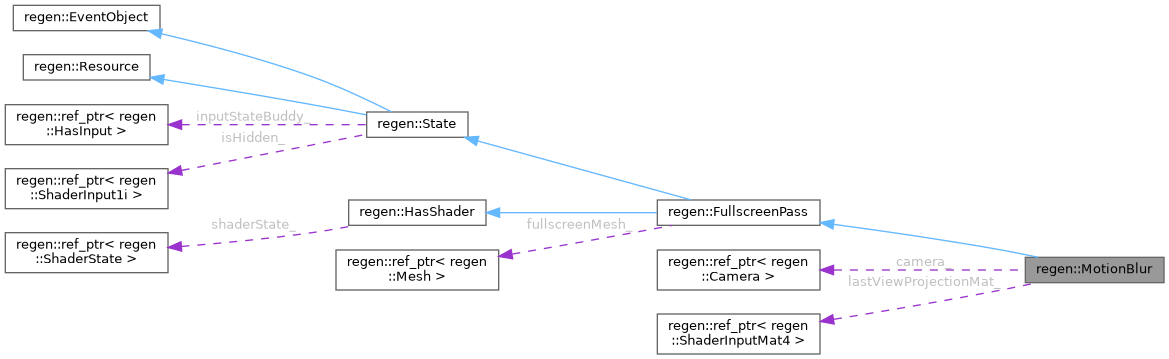 regen::EventObject
regen::Resource
regen::ref_ptr< regen
::HasInput >
inputStateBuddy_
regen::State
isHidden_
regen::ref_ptr< regen
::ShaderInput1i >
regen::HasShader
regen::FullscreenPass
shaderState_
fullscreenMesh_
regen::ref_ptr< regen
::ShaderState >
regen::ref_ptr< regen
::Mesh >
regen::ref_ptr< regen
::Camera >
camera_
regen::MotionBlur
lastViewProjectionMat_
regen::ref_ptr< regen
::ShaderInputMat4 >